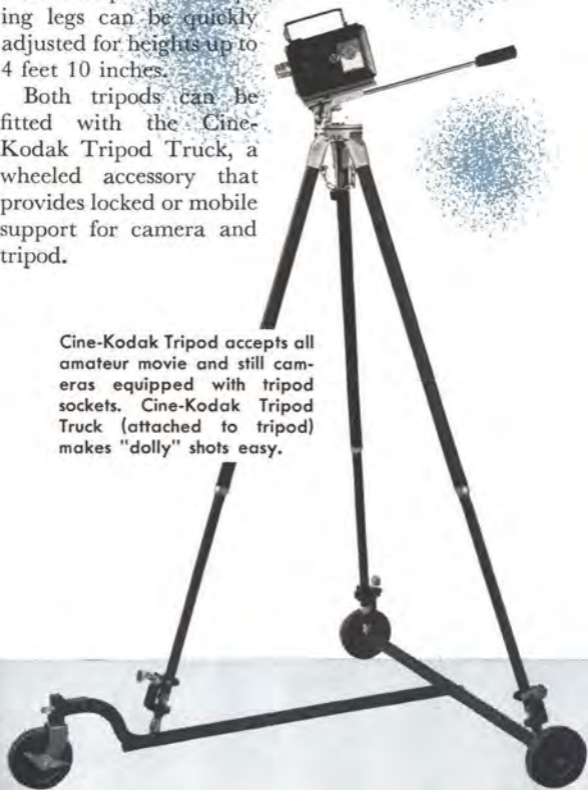 ing legs can be quickly
adjusted for heights up to
4 feet 10 inches.
Both tripods can be
fitted with the Cine-
Kodak Tripod Truck, a
wheeled accessory that
provides locked or mobile
support for camera and
tripod.
Cine-Kodak Tripod accepts all
amateur movie and still cam-
eras equipped with tripod
sockets. Cine-Kodak Tripod
Truck (attached to tripod)
makes "dolly" shots easy.